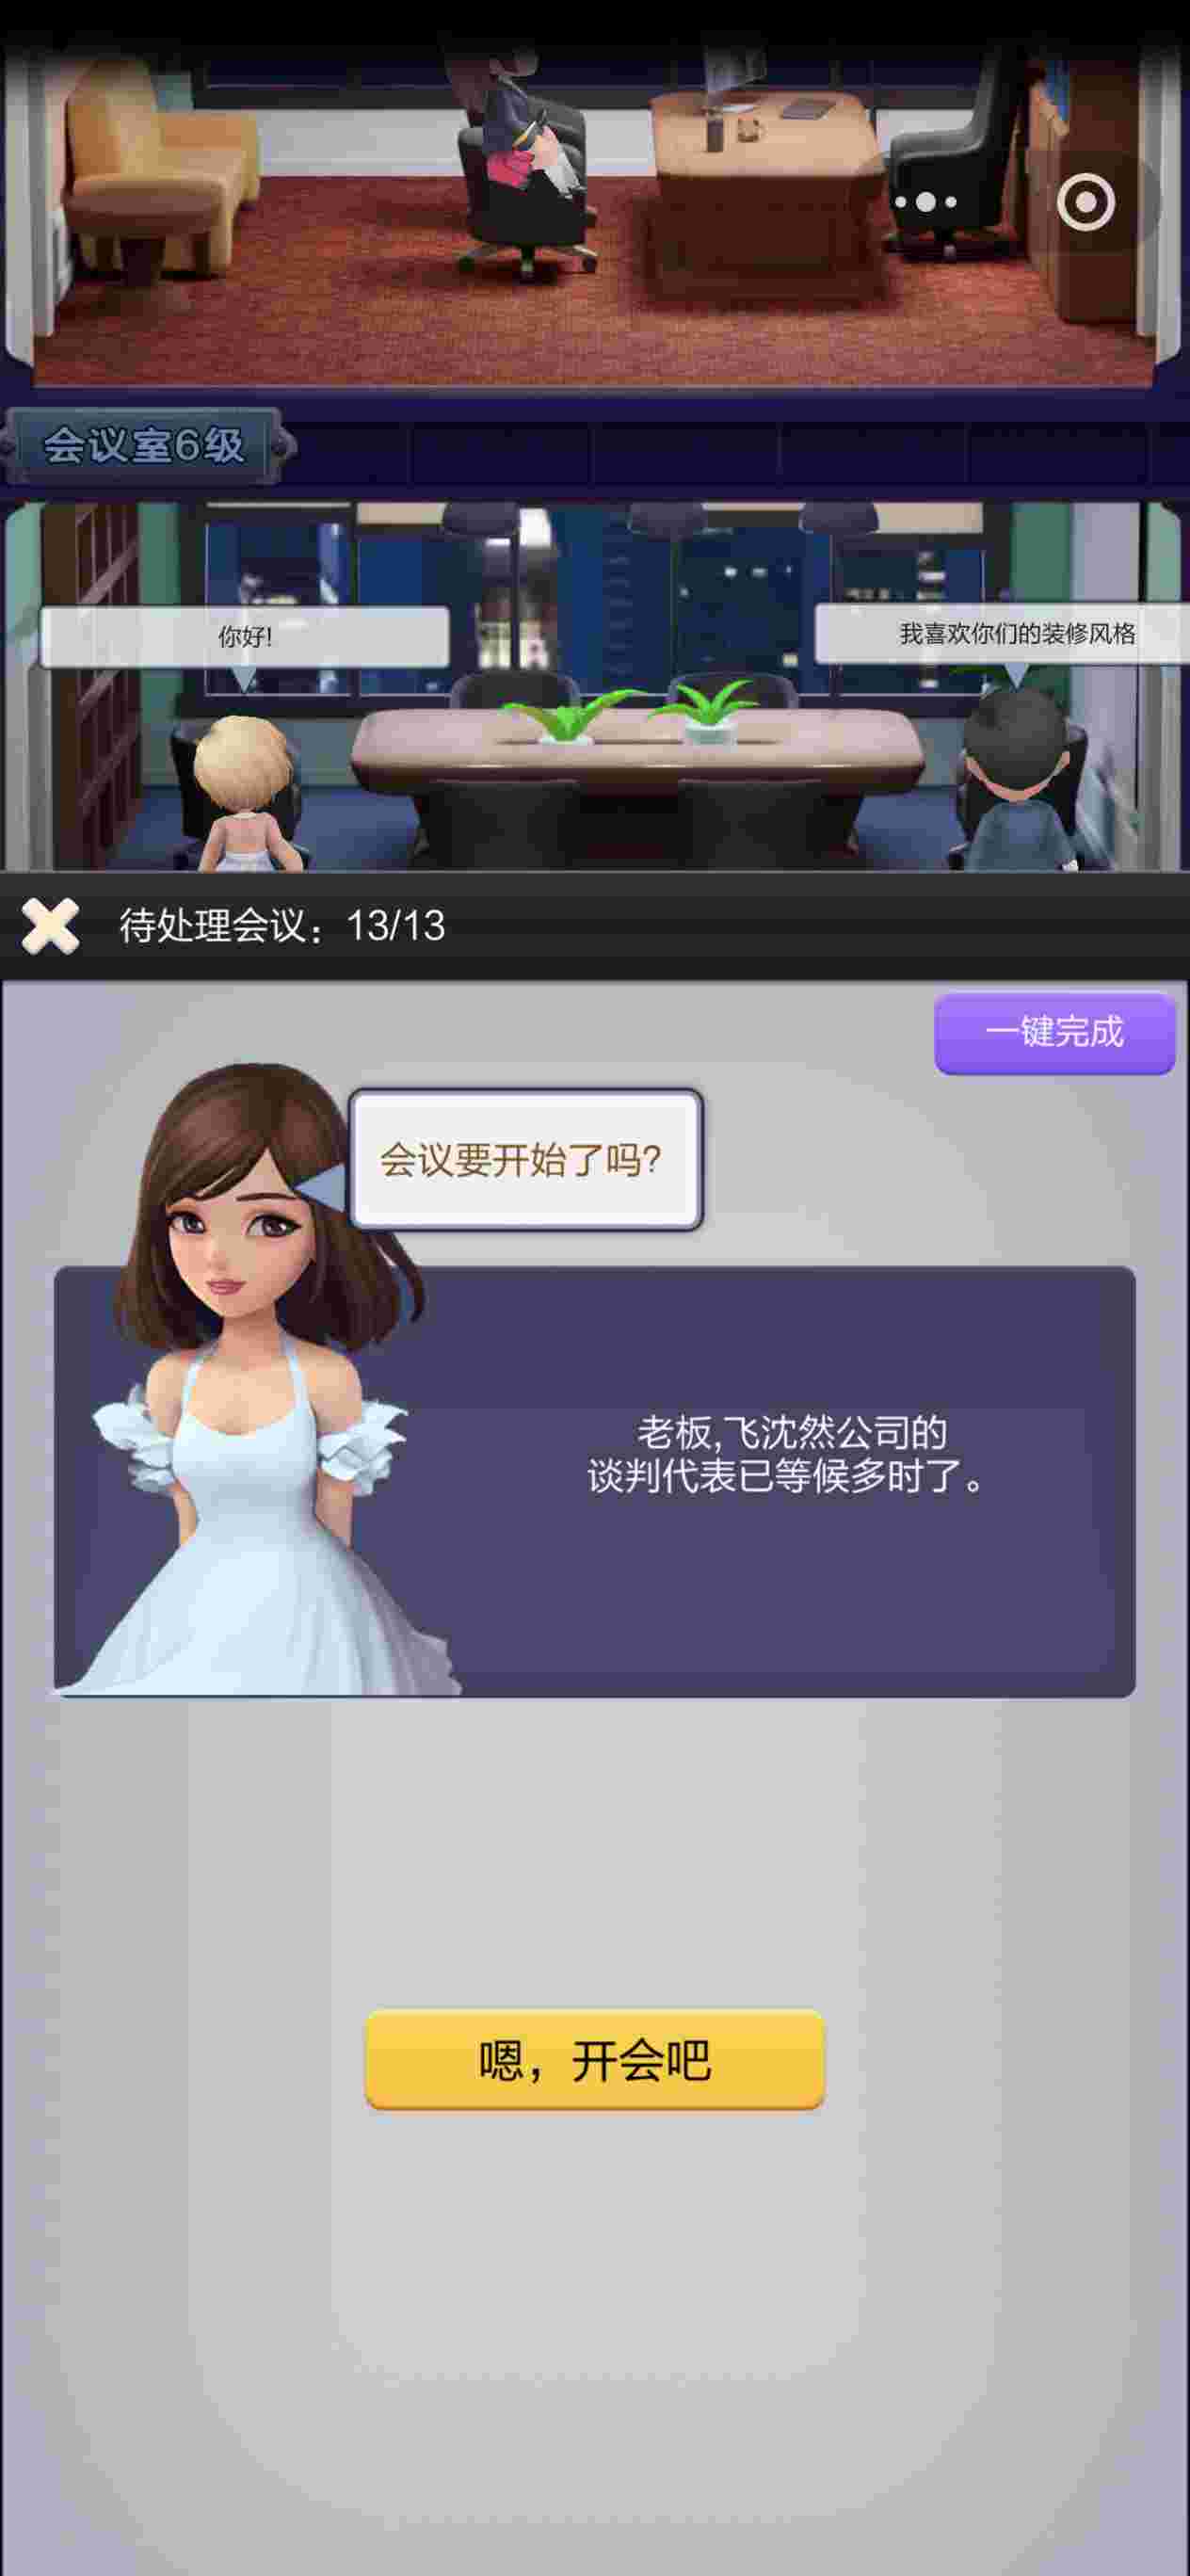 会议室6级
你好!
我喜欢你们的装修风格
待处理会议：13/13
一键完成
会议要开始了吗?
老板,飞沈然公司的
谈判代表已等候多时了。
嗯，开会吧